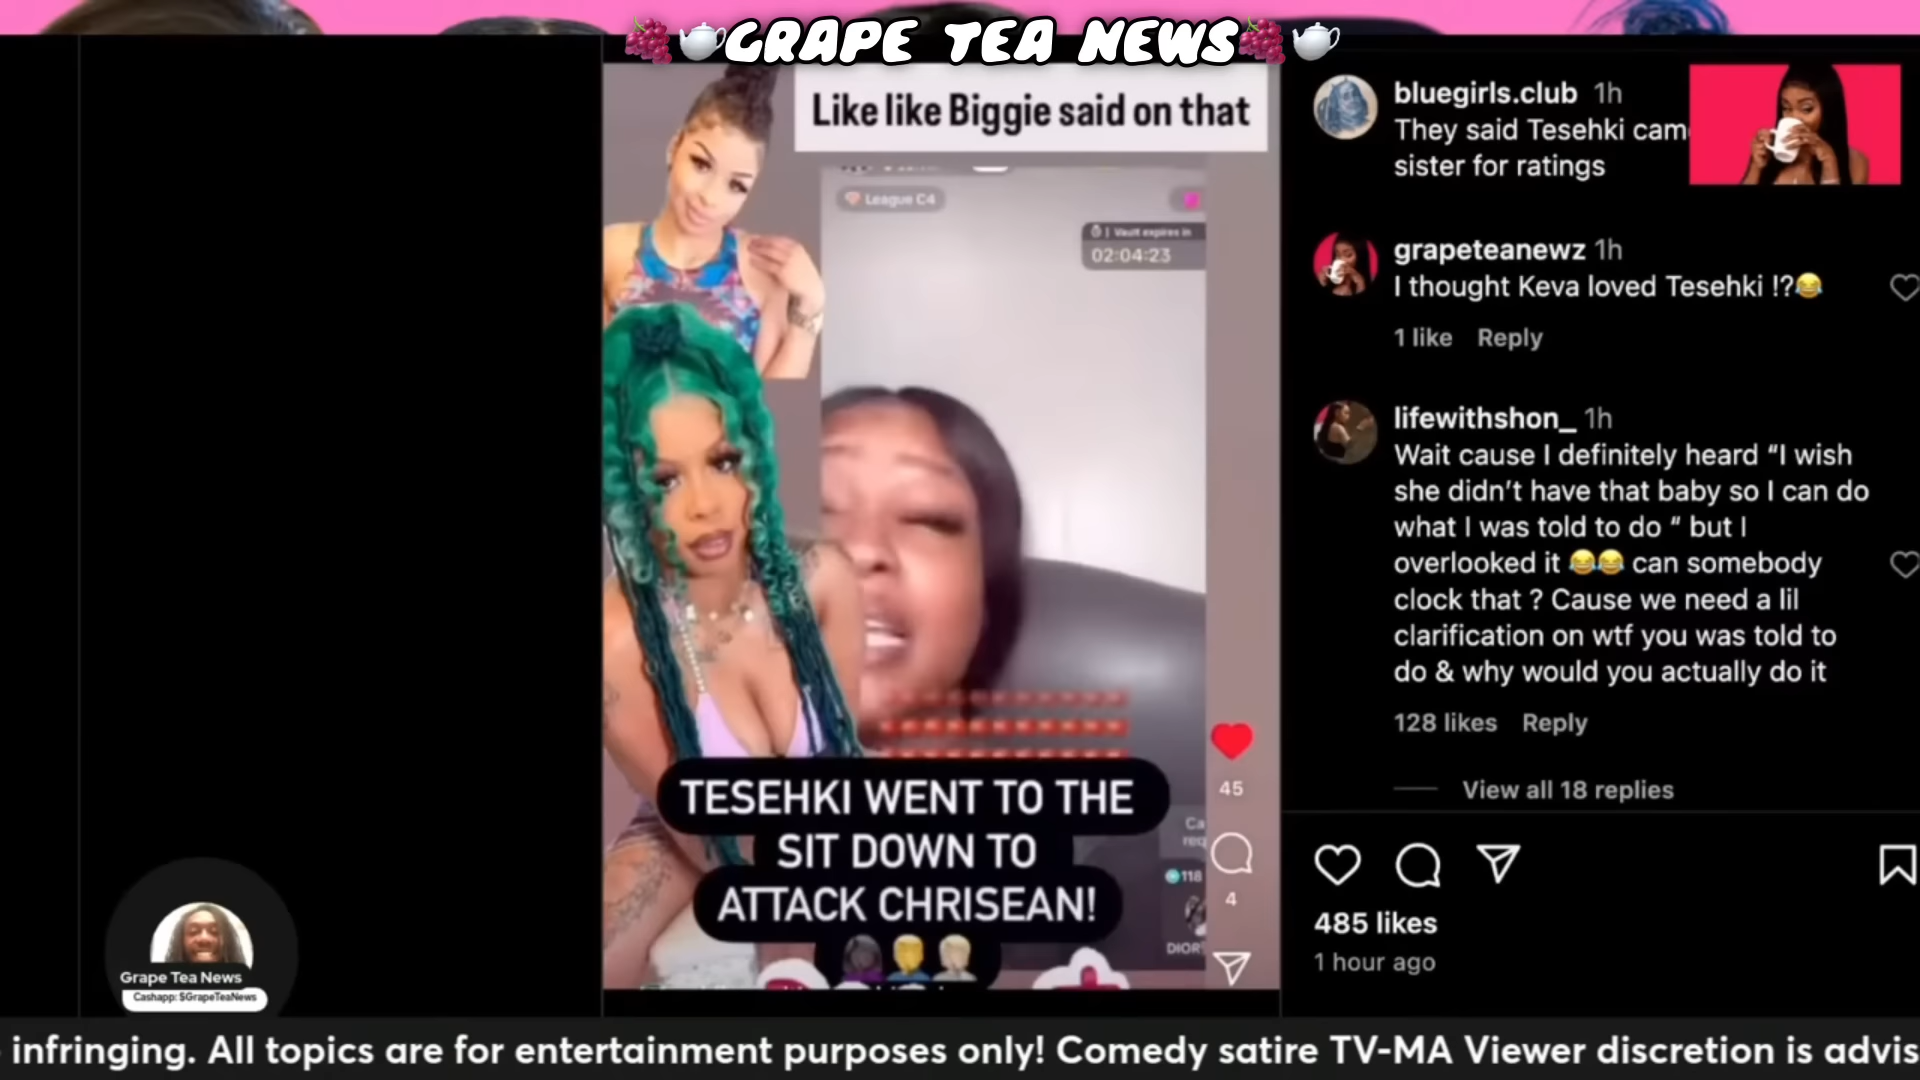 GRAPE TEA NEWS
Like like Biggie said on that
League C4
Vault expires in
02:04:23
TESEHKI WENT TO THE
SIT DOWN TO
ATTACK CHRISEAN!
45
4
118
DIOR
bluegirls.club 1h
They said Tesehki cam
sister for ratings
grapeteanewz 1h
I thought Keva loved Tesehki !?😂
1 like Reply
lifewithshon_ 1h
Wait cause I definitely heard “I wish
she didn’t have that baby so I can do
what I was told to do “ but I
overlooked it 😂😂 can somebody
clock that ? Cause we need a lil
clarification on wtf you was told to
do & why would you actually do it
128 likes Reply
View all 18 replies
485 likes
1 hour ago
Grape Tea News
Cashapp: $GrapeTeaNews
infringing. All topics are for entertainment purposes only! Comedy satire TV-MA Viewer discretion is advis